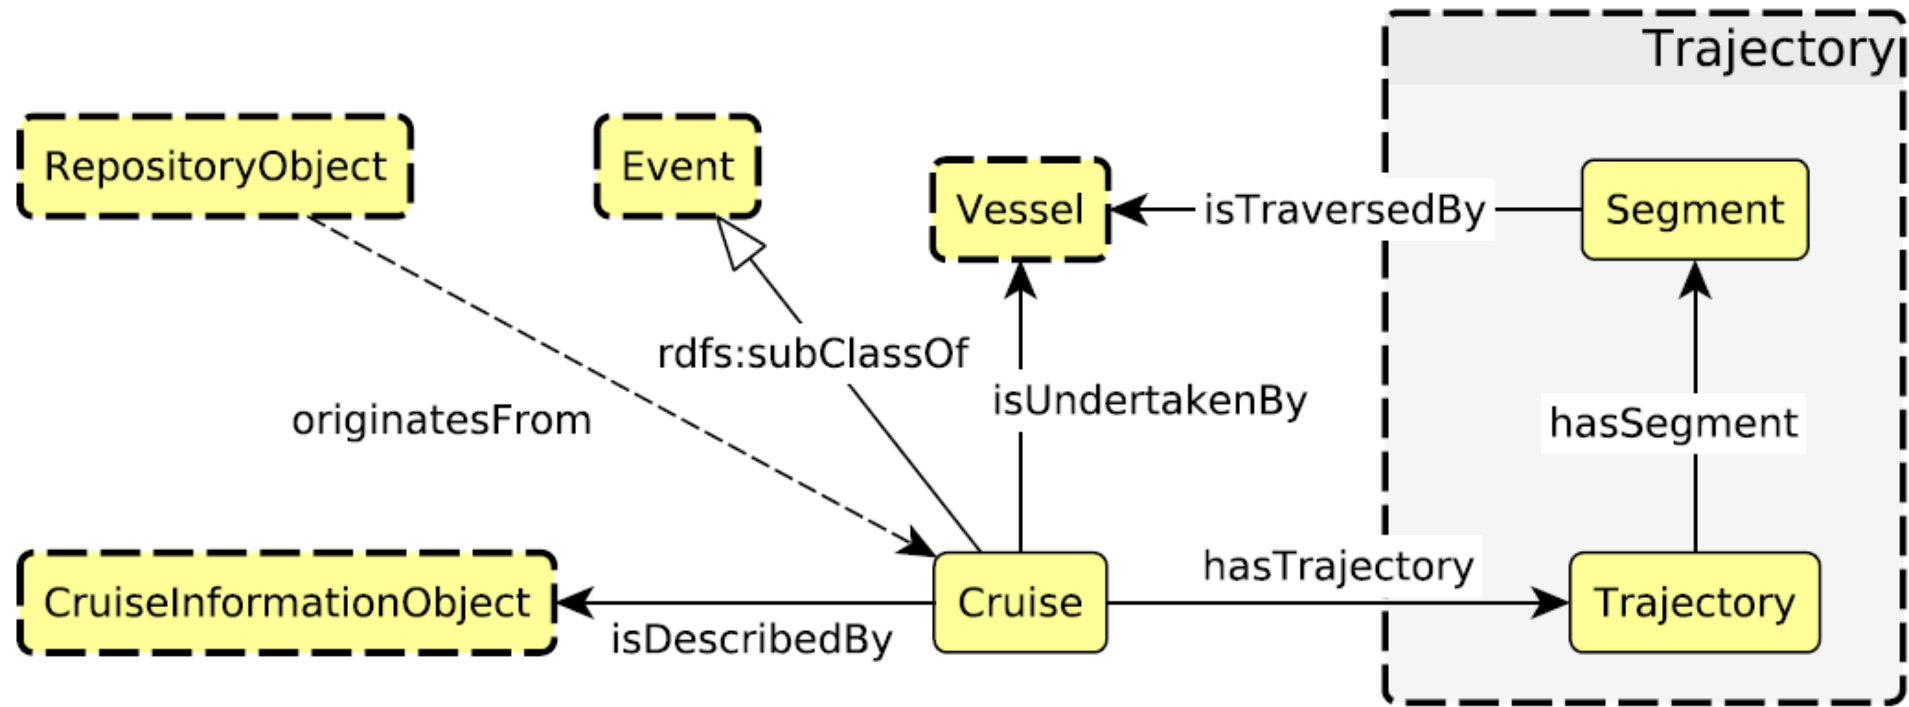 Trajectory
RepositoryObject
Event
Vessel
isTraversedBy
Segment
rdfs:subClassOf
isUndertakenBy
originatesFrom
hasSegment
hasTrajectory
CruiseInformationObject
Cruise
Trajectory
isDescribedBy